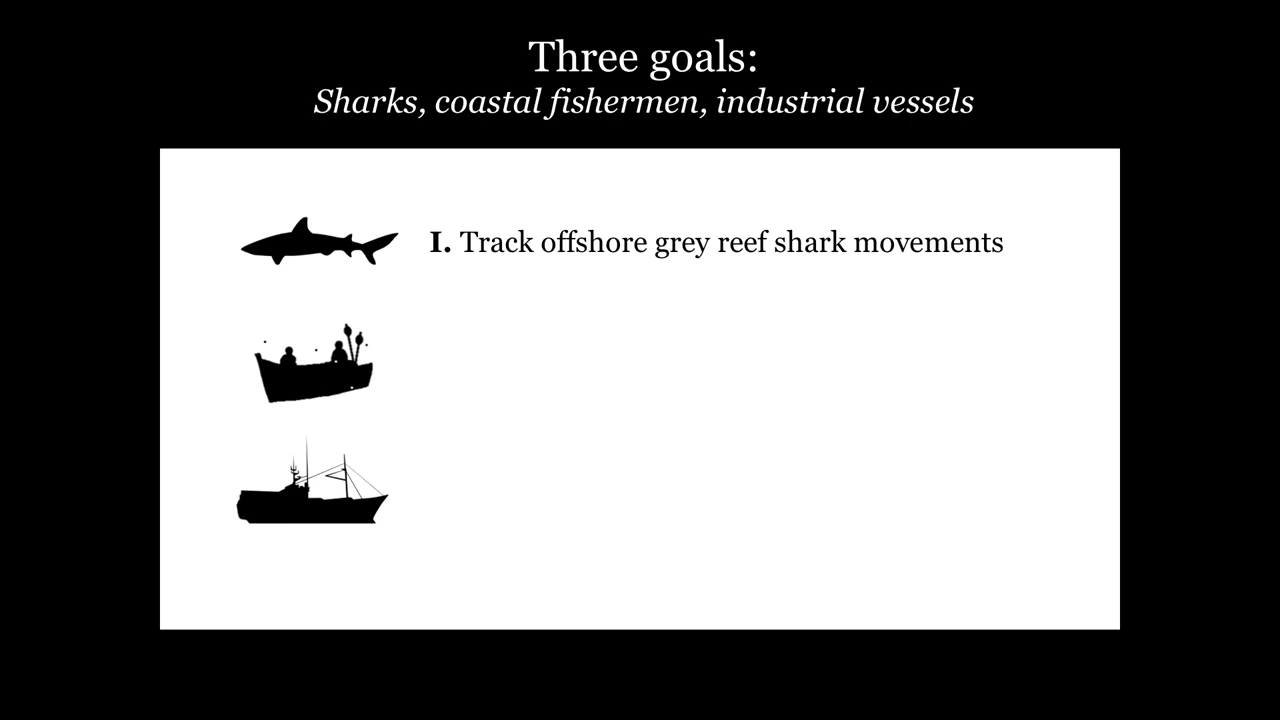 Three goals:
Sharks, coastal fishermen, industrial vessels
I. Track offshore grey reef shark movements